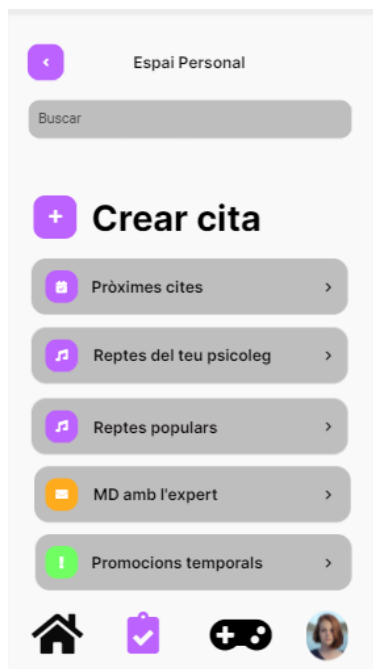 Espai Personal
Buscar
Crear cita
Pròximes cites
Reptes del teu psicoleg
Reptes populars
MD amb l'expert
Promocions temporals